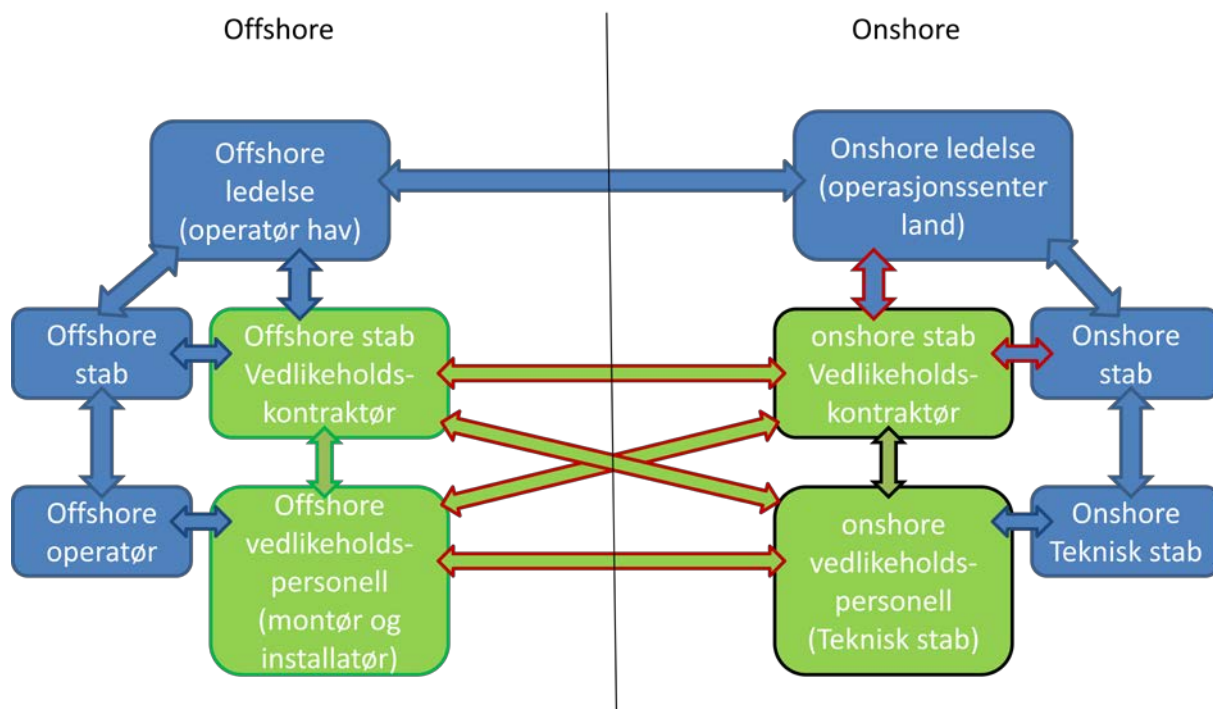 Offshore
Onshore
Offshore
ledelse
(operatør hav)
Onshore ledelse
(operasjonssenter
land)
Offshore
stab
Offshore stab
Vedlikeholds-
kontraktør
onshore stab
Vedlikeholds-
kontraktør
Onshore
stab
Offshore
operatør
Offshore
vedlikeholds-
personell
(montør og
installatør)
onshore
vedlikeholds-
personell
(Teknisk stab)
Onshore
Teknisk stab